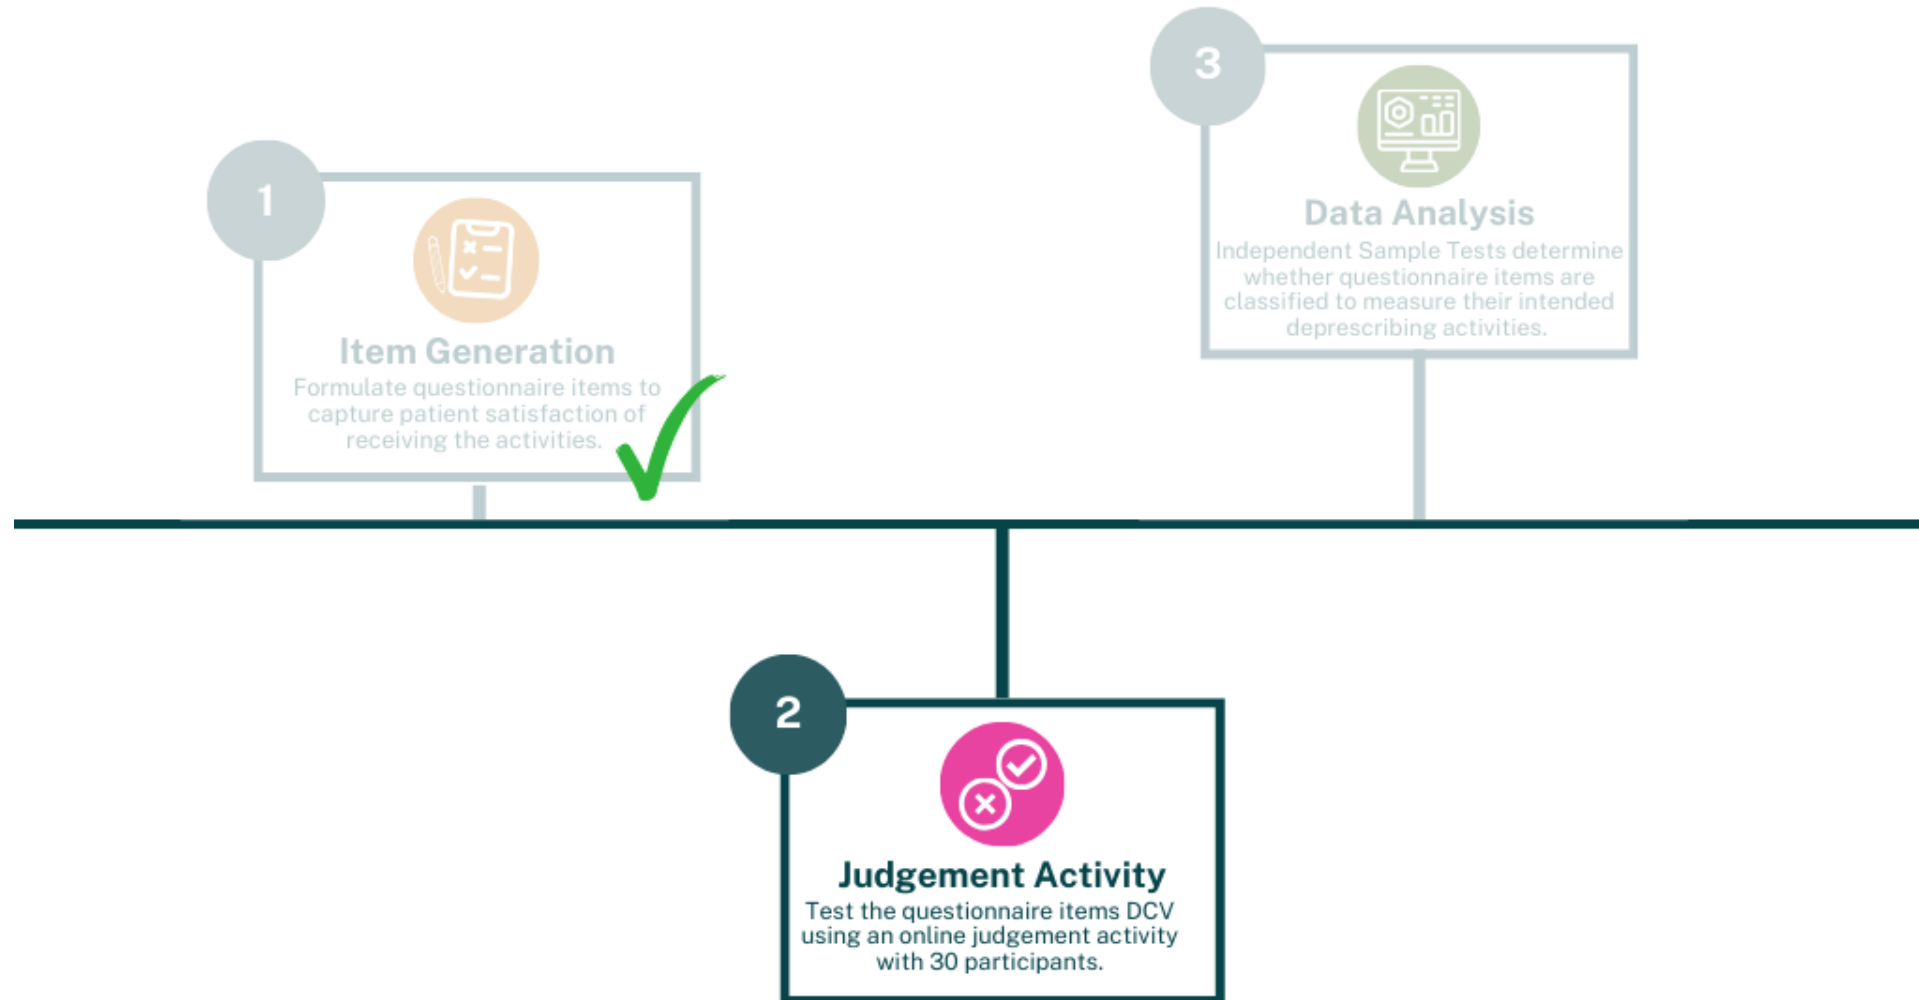 1
Item Generation
Formulate questionnaire items to
capture patient satisfaction of
receiving the activities.
2
Judgement Activity
Test the questionnaire items DCV
using an online judgement activity
with 30 participants.
3
Data Analysis
Independent Sample Tests determine
whether questionnaire items are
classified to measure their intended
deprescribing activities.